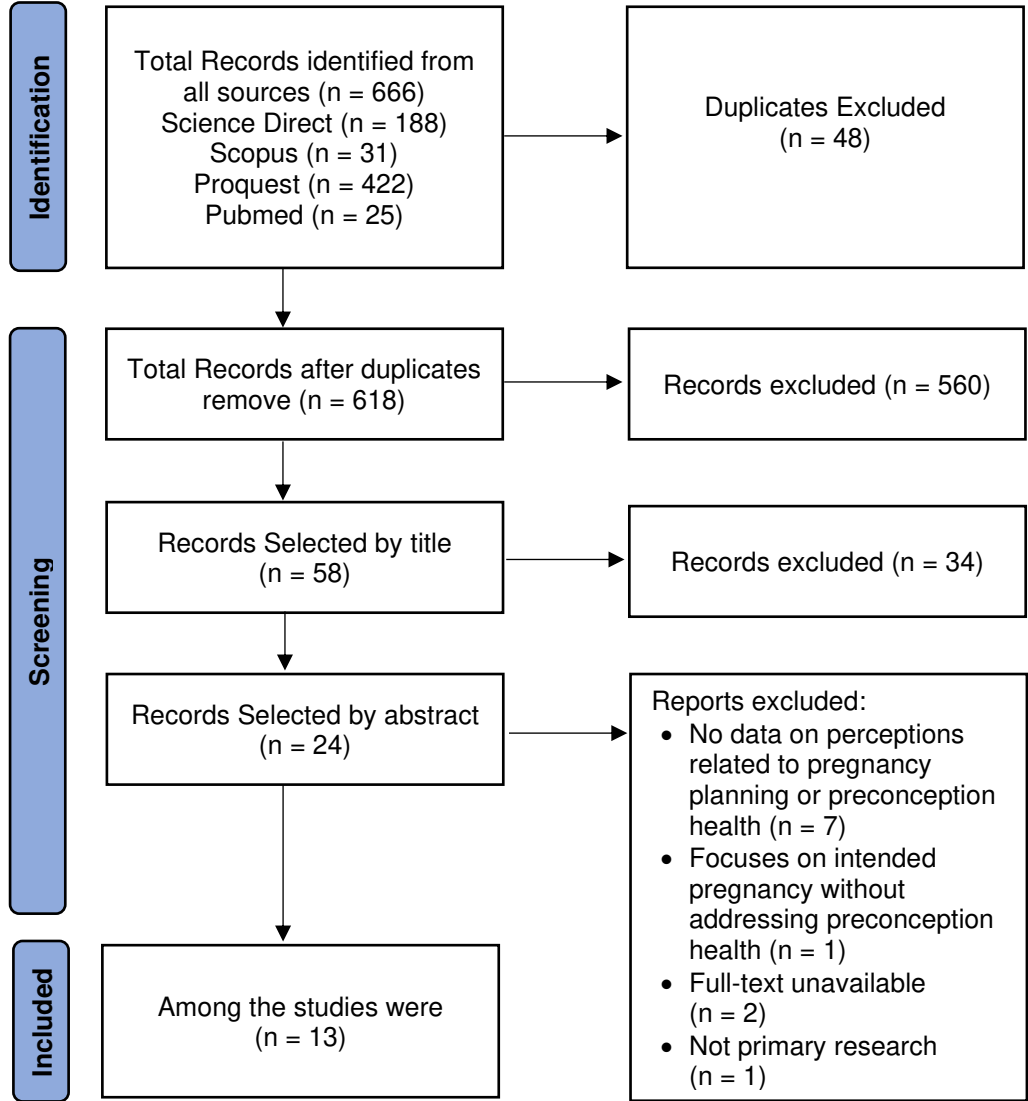 Identification
Total Records identified from
all sources (n = 666)
Science Direct (n = 188)
Scopus (n = 31)
Proquest (n = 422)
Pubmed (n = 25)
Duplicates Excluded
(n = 48)
Screening
Total Records after duplicates
remove (n = 618)
Records excluded (n = 560)
Records Selected by title
(n = 58)
Records excluded (n = 34)
Records Selected by abstract
(n = 24)
Reports excluded:
• No data on perceptions
related to pregnancy
planning or preconception
health (n = 7)
• Focuses on intended
pregnancy without
addressing preconception
health (n = 1)
• Full-text unavailable
(n = 2)
• Not primary research
(n = 1)
Included
Among the studies were
(n = 13)